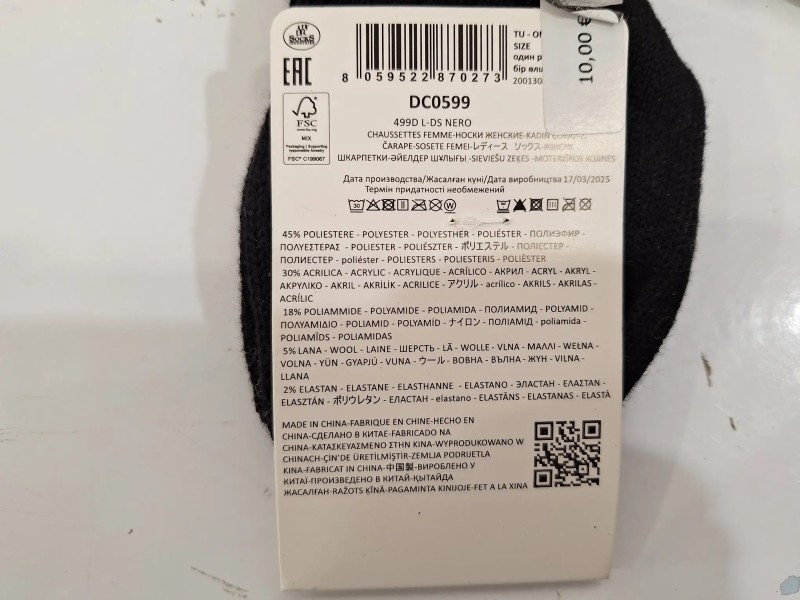 SOCKS
EAC
FSC
www.fsc.org
MIX
Packaging | Supporting
responsible forestry
FSC® C199067
8 059522 870273
TU -
SIZE
один
бір
10,00 €
DC0599
499D L-DS NERO
CHAUSSETTES FEMME-НОСКИ ЖЕНСКИЕ-KADIN
ČARAPE-SOSETE FEMEI-レディース ソックス-
ШКАРПЕТКИ-ӘЙЕЛДЕР ШҰЛЫҒЫ -SIEVIEŠU ZEĶES -MOTERIŠKOS KOJINES
Дата производства/Жасалған күні/Дата виробництва 17/03/2025
Термін придатності необмежений
30
W
45% POLIESTERE - POLYESTER - POLYESTHER - POLIÉSTER - ПОЛИЭФИР -
ΠΟΛΥΕΣΤΕΡΑΣ - POLIESTER - POLIÉSZTER - ポリエステル - ПОЛІЕСТЕР -
ПОЛИЕСТЕР - poliéster - POLIESTERS - POLIESTERIS - POLIÈSTER
30% ACRILICA - ACRYLIC - ACRYLIQUE - ACRÍLICO - АКРИЛ - ACRYL - AKRYL -
ΑΚΡΥΛΙΚΟ - AKRIL - AKRİLİK - ACRILICE - アクリル - acrílico - AKRILS - AKRILAS -
ACRÍLIC
18% POLIAMMIDE - POLYAMIDE - POLIAMIDA - ПОЛИАМИД - POLYAMID -
ΠΟΛΥΑΜΙΔΙΟ - POLIAMID - POLYAMİD - ナイロン - ПОЛІАМІД - poliamida -
POLIAMĪDS - POLIAMIDAS
5% LANA - WOOL - LAINE - ШЕРСТЬ - LÃ - WOLLE - VLNA - ΜΑΛΛΙ - WEŁNA -
VOLNA - YÜN - GYAPJÚ - VUNA - ウール - ВОВНА - ВЪЛНА - ЖҮН - VILNA -
LLANA
2% ELASTAN - ELASTANE - ELASTHANNE - ELASTANO - ЭЛАСТАН - ΕΛΑΣΤΑΝ -
ELASZTÁN - ポリウレタン - ЕЛАСТАН - elastano - ELASTĀNS - ELASTANAS - ELASTÀ
MADE IN CHINA-FABRIQUE EN CHINE-HECHO EN
CHINA-СДЕЛАНО В КИТАЕ-FABRICADO NA
CHINA-ΚΑΤΑΣΚΕΥΑΣΜΕΝΟ ΣΤΗΝ ΚΙΝΑ-WYPRODUKOWANO W
CHINACH-ÇİN'DE ÜRETİLMİŞTİR-ZEMLJA PODRIJETLA
KINA-FABRICAT IN CHINA-中国製-ВИРОБЛЕНО У
КИТАЇ-ПРОИЗВЕДЕНО В КИТАЙ-ҚЫТАЙДА
ЖАСАЛҒАН-RAŽOTS ĶĪNĀ-PAGAMINTA KINIJOJE-FET A LA XINA